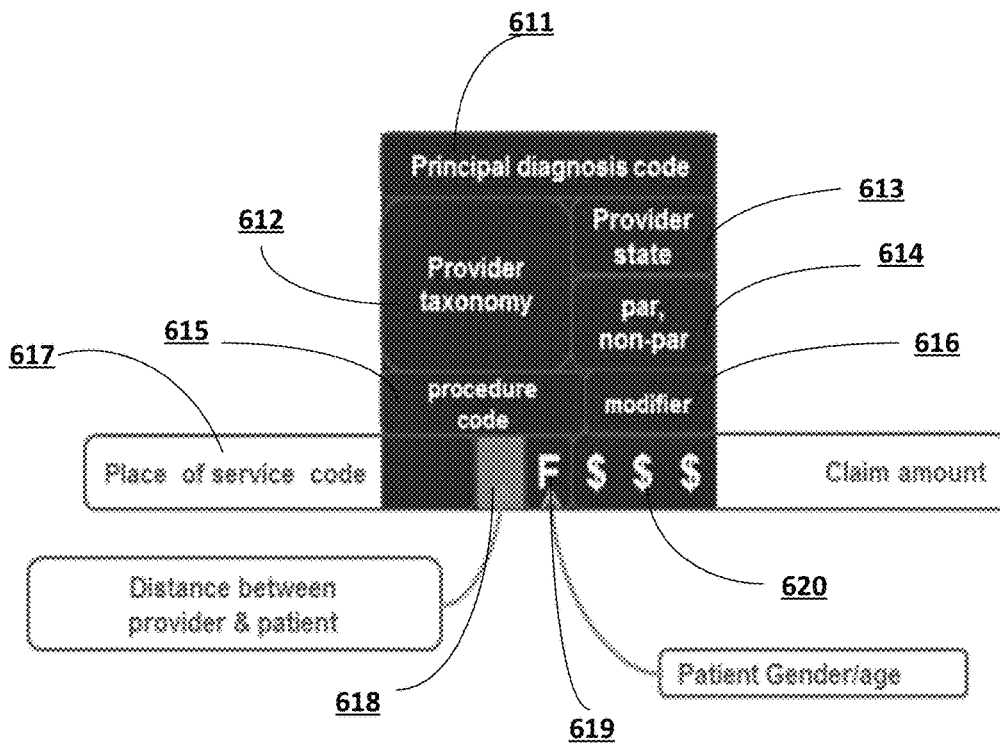 611
Principal diagnosis code
612
Provider
taxonomy
Provider
state
613
614
par,
non-par
615
616
617
procedure
code
modifier
Place of service code
F $ $ $
Claim amount
Distance between
provider & patient
620
Patient Gender/age
618
619